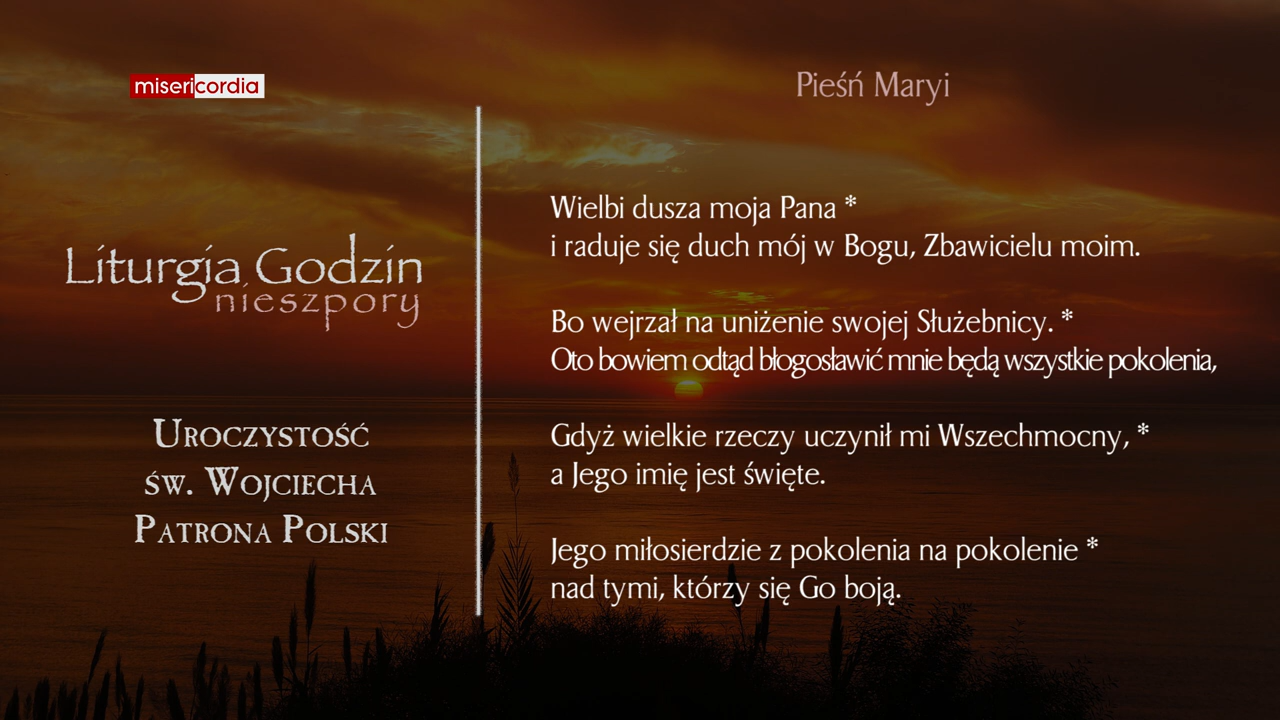 misericordia
Liturgia Godzin
nieszpory
Uroczystość
św. Wojciecha
Patrona Polski
Pieśń Maryi
Wielbi dusza moja Pana *
i raduje się duch mój w Bogu, Zbawicielu moim.
Bo wejrzał na uniżenie swojej Służebnicy. *
Oto bowiem odtąd błogosławić mnie będą wszystkie pokolenia,
Gdyż wielkie rzeczy uczynił mi Wszechmocny, *
a Jego imię jest święte.
Jego miłosierdzie z pokolenia na pokolenie *
nad tymi, którzy się Go boją.